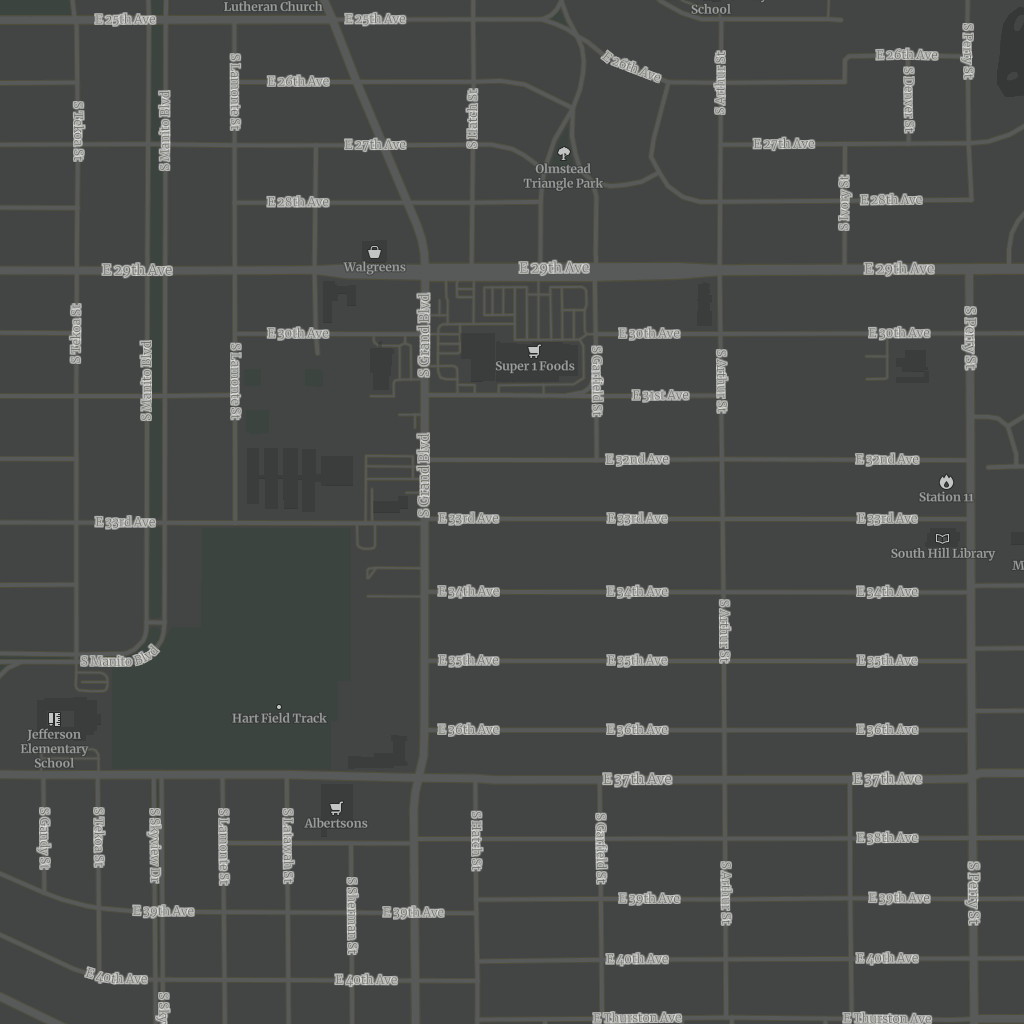 Lutheran Church
School
E 25th Ave
E 25th Ave
E 26th Ave
E 26th Ave
E 26th Ave
S Perry St
S Lamonte St
S Arthur St
S Denver St
S Tekoa St
S Manito Blvd
S Hatch St
E 27th Ave
E 27th Ave
Olmstead
Triangle Park
E 28th Ave
S Ivory St
E 28th Ave
Walgreens
E 29th Ave
E 29th Ave
E 29th Ave
S Tekoa St
S Grand Blvd
E 30th Ave
E 30th Ave
E 30th Ave
S Perry St
S Manito Blvd
S Lamonte St
Super 1 Foods
S Garfield St
S Arthur St
E 31st Ave
S Grand Blvd
E 32nd Ave
E 32nd Ave
Station 11
E 33rd Ave
E 33rd Ave
E 33rd Ave
E 33rd Ave
South Hill Library
M
E 34th Ave
E 34th Ave
E 34th Ave
S Arthur St
S Manito Blvd
E 35th Ave
E 35th Ave
E 35th Ave
Hart Field Track
Jefferson
Elementary
School
E 36th Ave
E 36th Ave
E 36th Ave
E 37th Ave
E 37th Ave
Albertsons
S Gandy St
S Tekoa St
S Skyview Dr
S Lamonte St
S Latawah St
S Hatch St
S Garfield St
E 38th Ave
S Sherman St
S Arthur St
S Perry St
E 39th Ave
E 39th Ave
E 39th Ave
E 39th Ave
E 40th Ave
E 40th Ave
E 40th Ave
E 40th Ave
S Sky
E Thurston Ave
E Thurston Ave